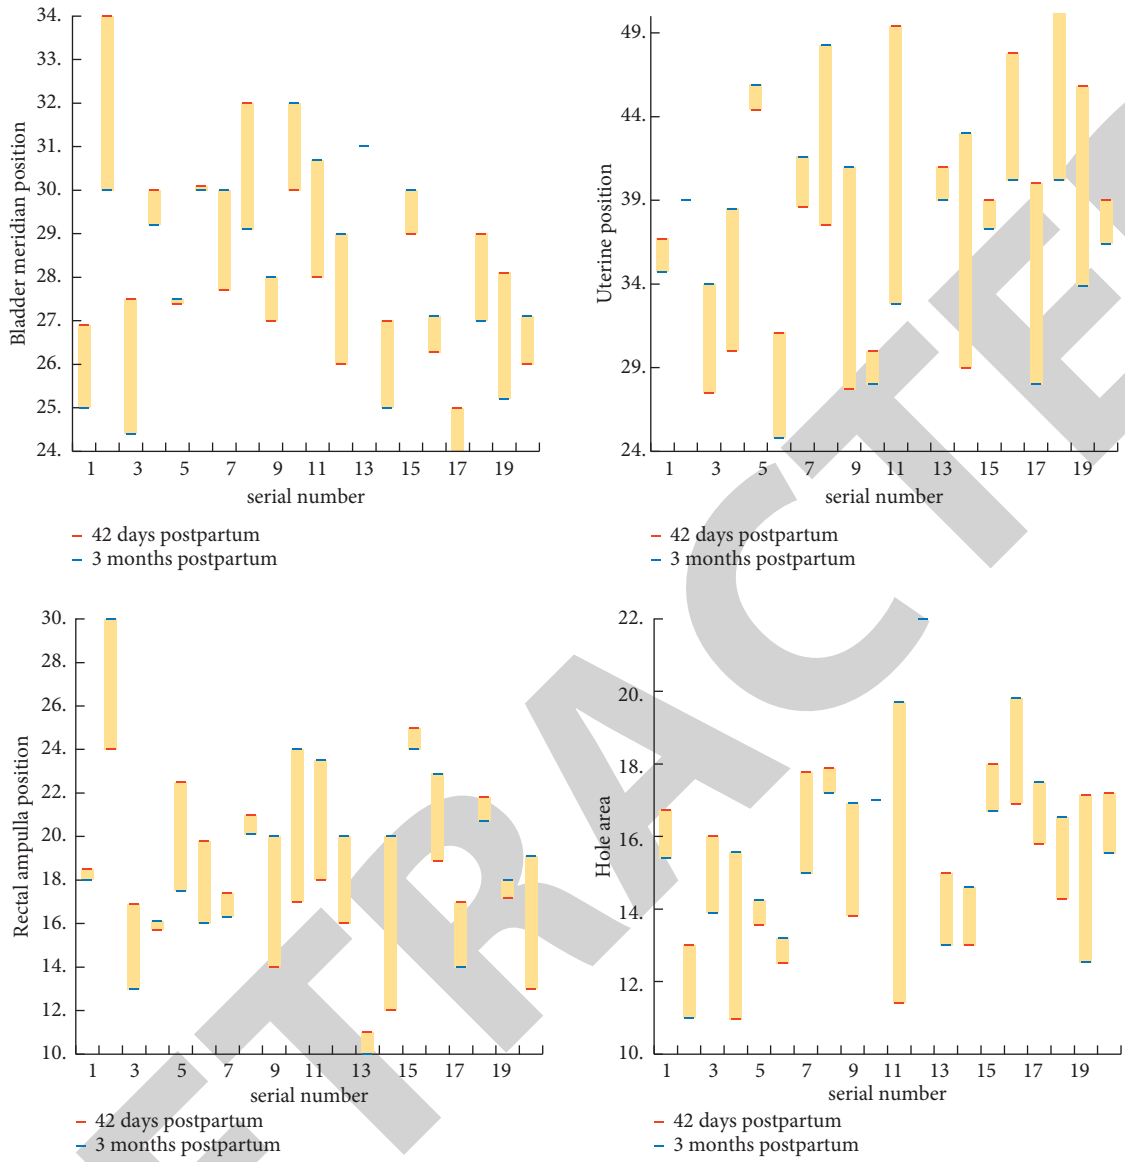 34.
33.
32.
31.
30.
29.
28.
27.
26.
25.
24.
Bladder meridian position
1 3 5 7 9 11 13 15 17 19
serial number
42 days postpartum
3 months postpartum
49.
44.
39.
34.
29.
24.
Uterine position
1 3 5 7 9 11 13 15 17 19
serial number
42 days postpartum
3 months postpartum
30.
28.
26.
24.
22.
20.
18.
16.
14.
12.
10.
Rectal ampulla position
1 3 5 7 9 11 13 15 17 19
serial number
42 days postpartum
3 months postpartum
22.
20.
18.
16.
14.
12.
10.
Hole area
1 3 5 7 9 11 13 15 17 19
serial number
42 days postpartum
3 months postpartum
ETRACTE